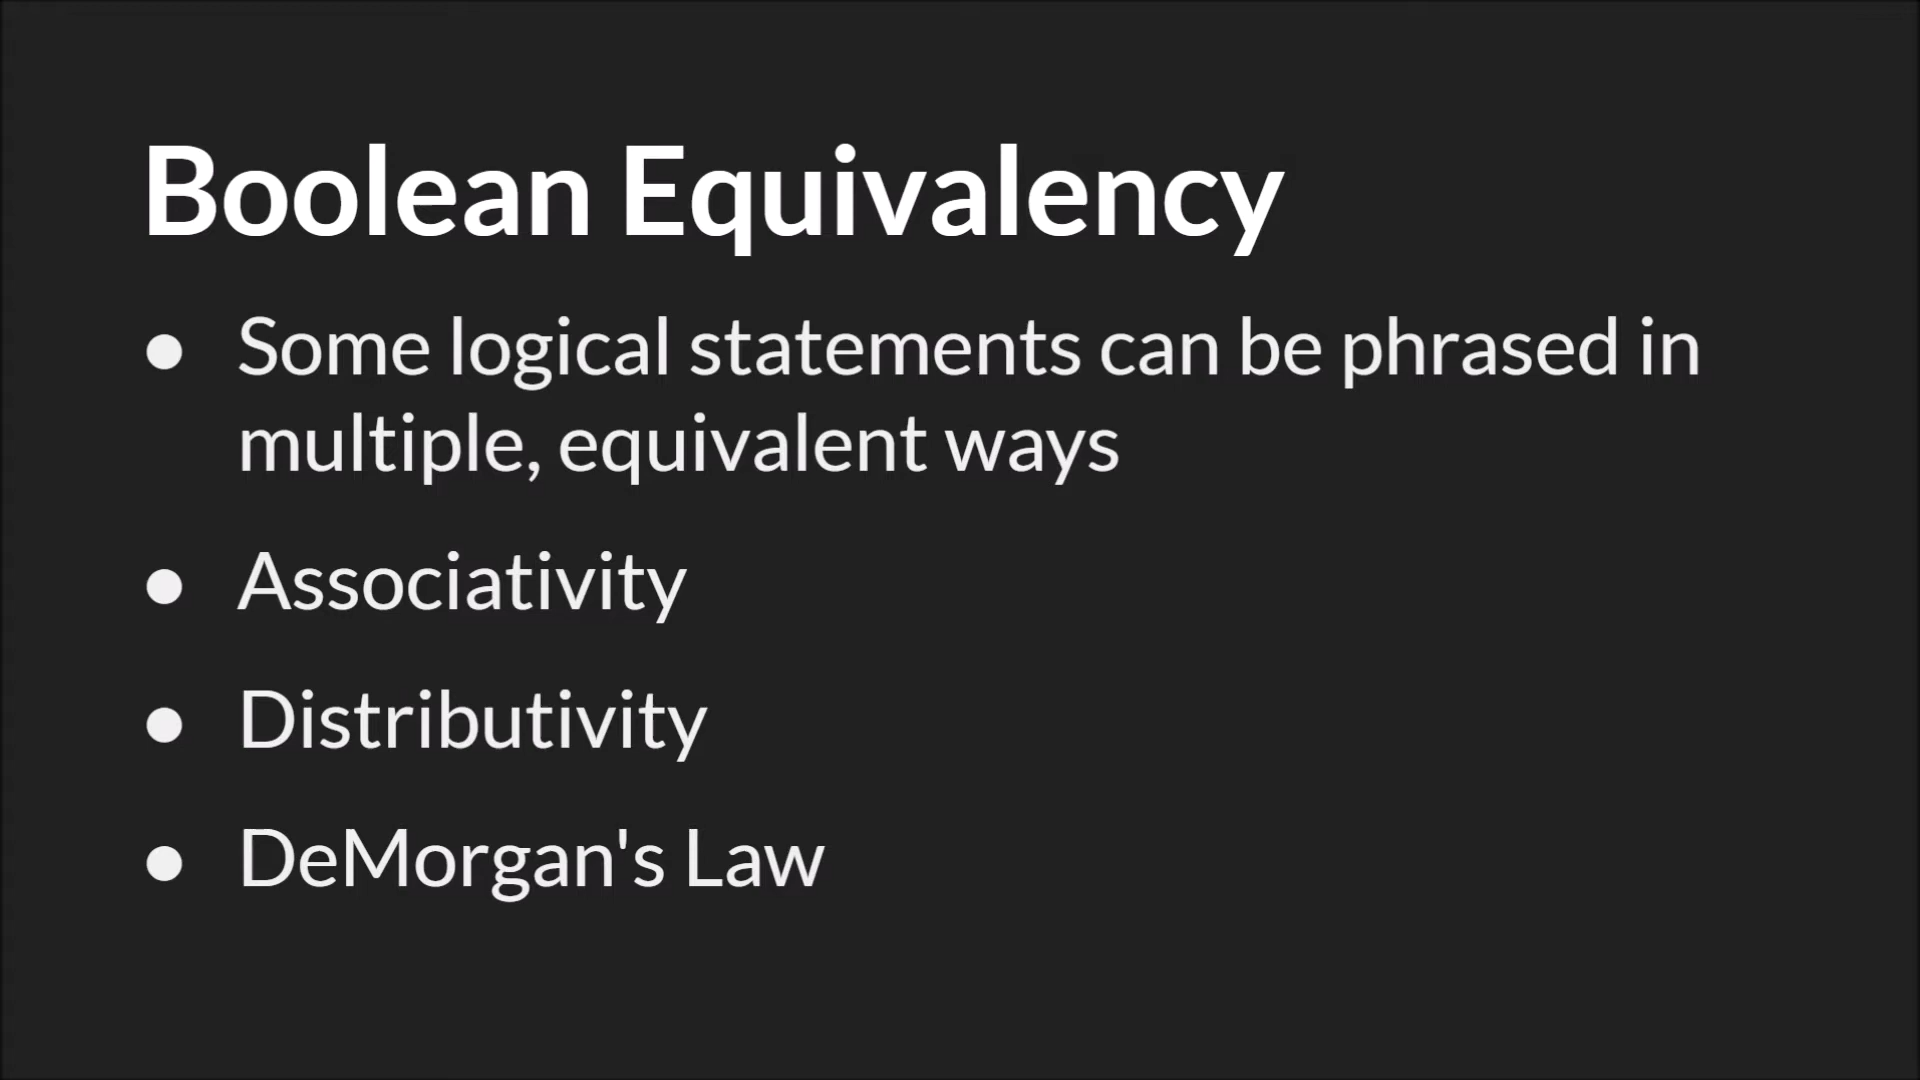 Boolean Equivalency
● Some logical statements can be phrased in
multiple, equivalent ways
● Associativity
● Distributivity
● DeMorgan's Law